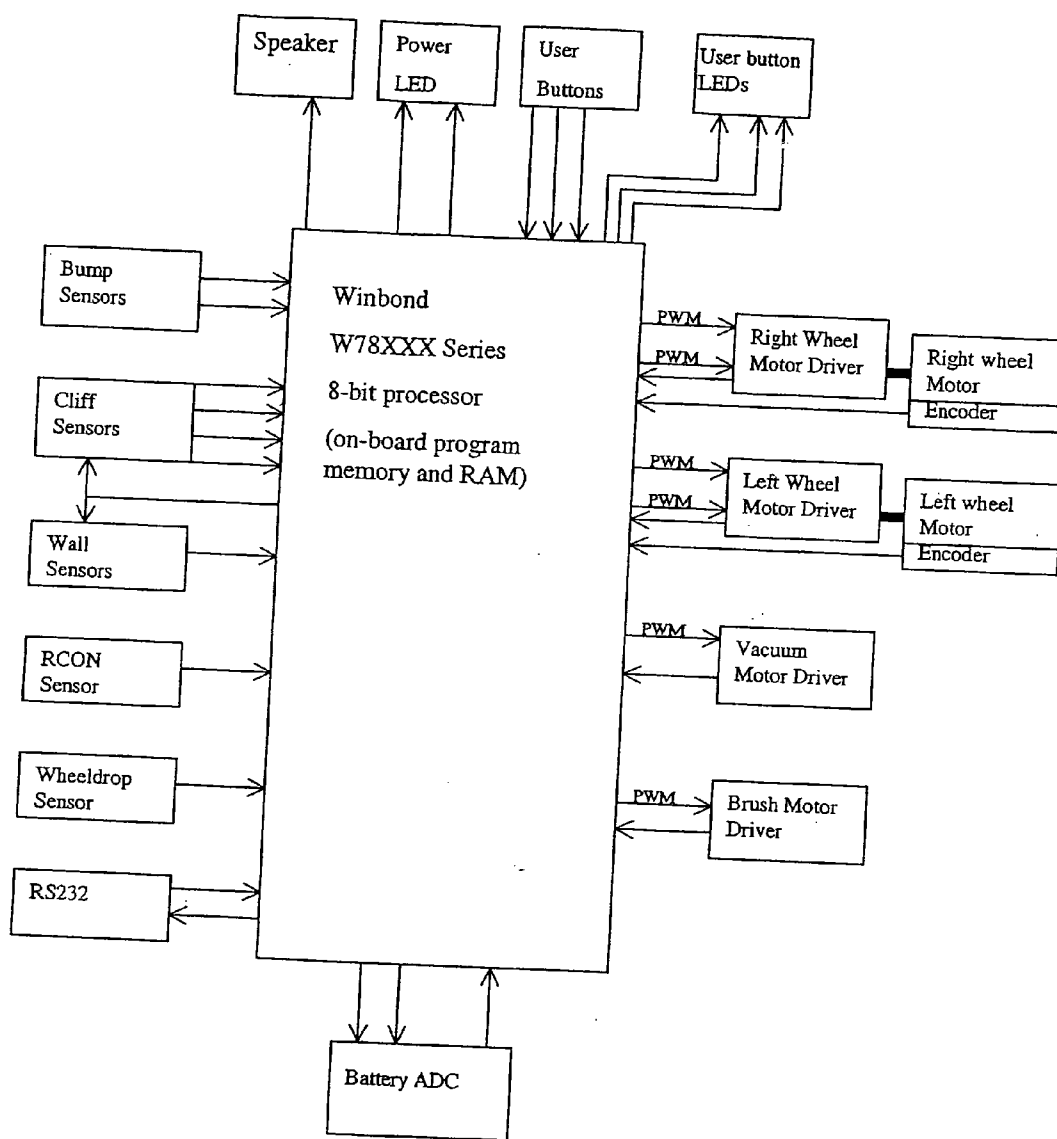 Speaker
Power
LED
User
Buttons
User button
LEDs
Bump
Sensors
Cliff
Sensors
Wall
Sensors
RCON
Sensor
Wheeldrop
Sensor
RS232
Winbond
W78XXX Series
8-bit processor
(on-board program
memory and RAM)
PWM
PWM
Right Wheel
Motor Driver
Right wheel
Motor
Encoder
PWM
PWM
Left Wheel
Motor Driver
Left wheel
Motor
Encoder
PWM
Vacuum
Motor Driver
PWM
Brush Motor
Driver
Battery ADC